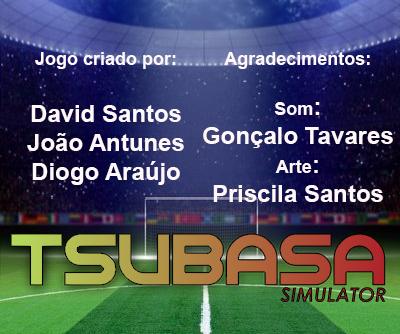 Jogo criado por:
David Santos
João Antunes
Diogo Araújo
Agradecimentos:
Som:
Gonçalo Tavares
Arte:
Priscila Santos
TSUBASA
SIMULATOR